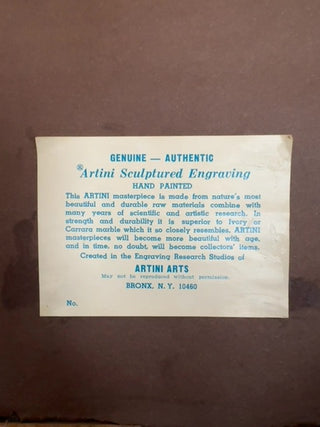 GENUINE — AUTHENTIC
®Artini Sculptured Engraving
HAND PAINTED
This ARTINI masterpiece is made from nature's most
beautiful and durable raw materials combine with
many years of scientific and artistic research. In
strength and durability it is superior to Ivory or
Carrara marble which it so closely resembles. ARTINI
masterpieces will become more beautiful with age,
and in time, no doubt, will become collectors' items.
Created in the Engraving Research Studios of
ARTINI ARTS
May not be reproduced without permission.
BRONX, N. Y. 10460
No.